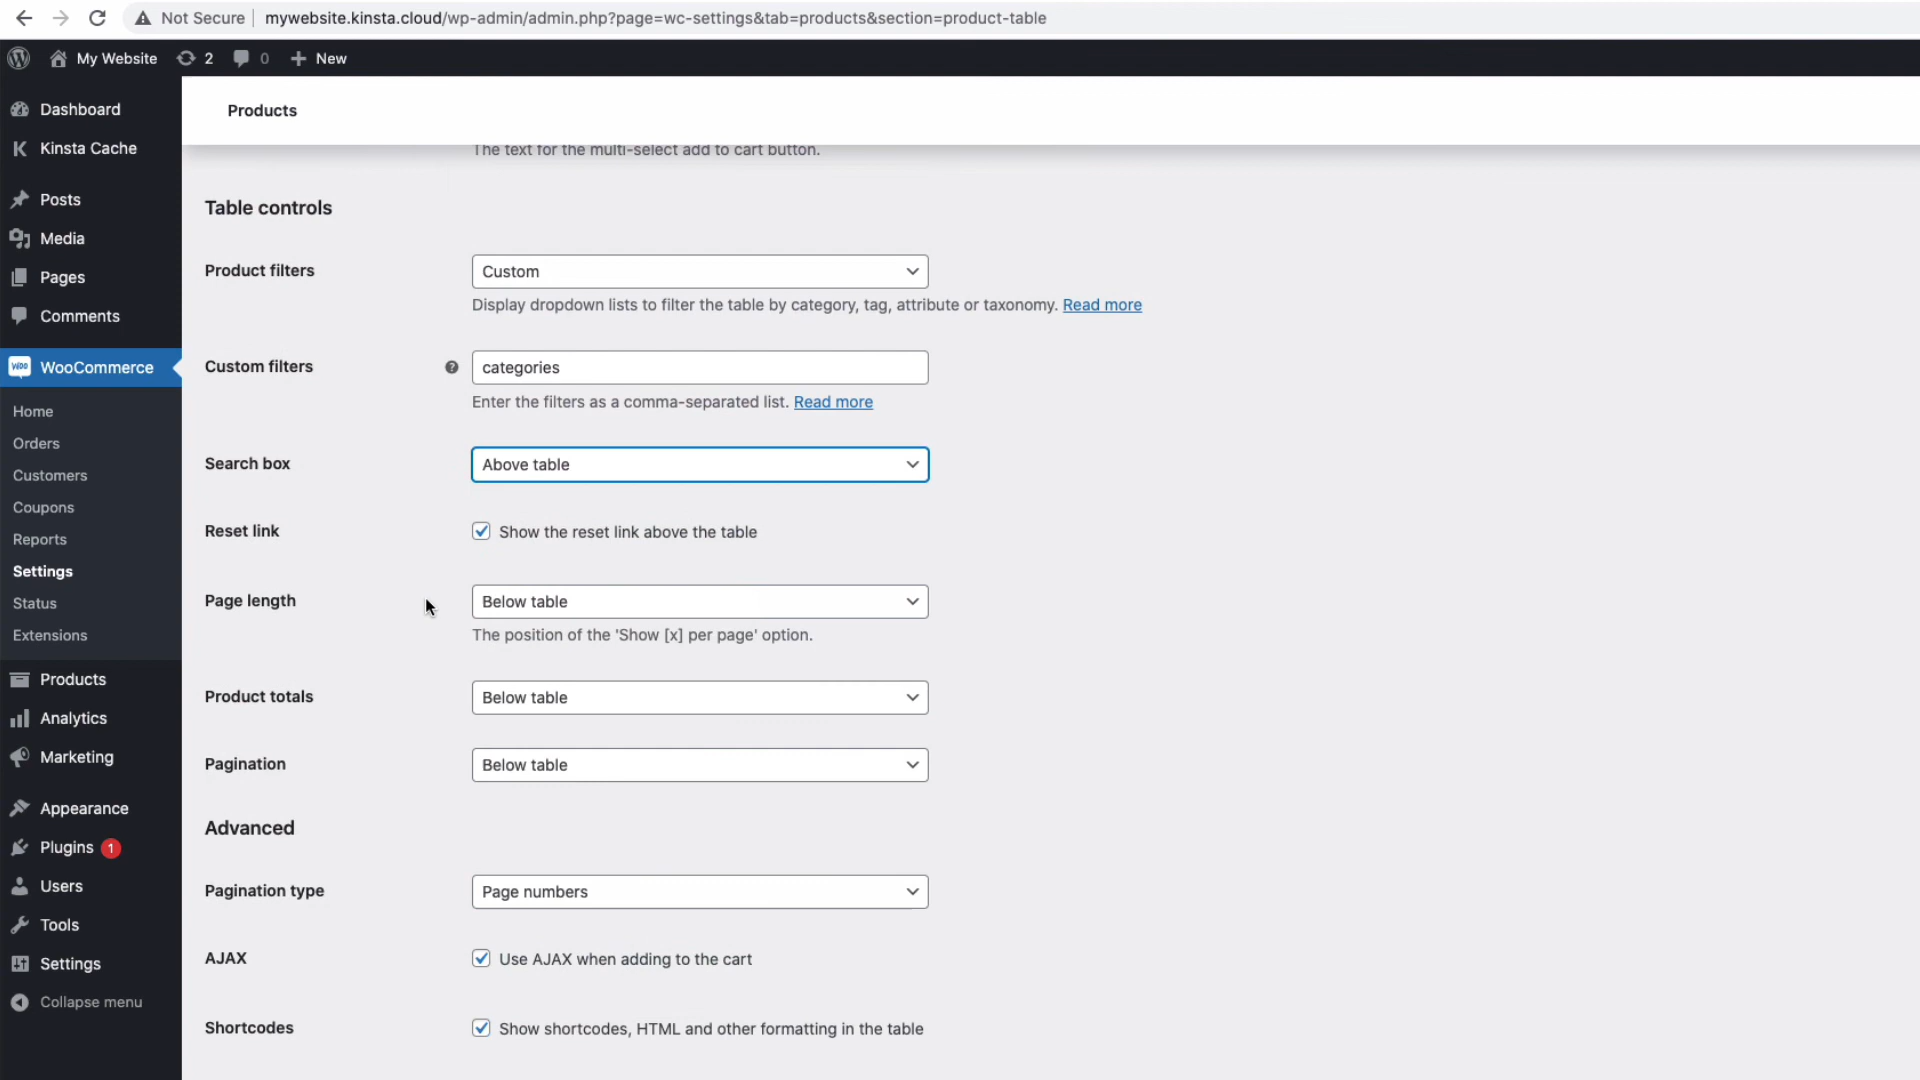 Not Secure
mywebsite.kinsta.cloud/wp-admin/admin.php?page=wc-settings&tab=products&section=product-table
My Website
2
0
New
Dashboard
Kinsta Cache
Posts
Media
Pages
Comments
WooCommerce
Home
Orders
Customers
Coupons
Reports
Settings
Status
Extensions
Products
Analytics
Marketing
Appearance
Plugins 1
Users
Tools
Settings
Collapse menu
Products
The text for the multi-select add to cart button.
Table controls
Product filters
Custom
Display dropdown lists to filter the table by category, tag, attribute or taxonomy. Read more
Custom filters
categories
Enter the filters as a comma-separated list. Read more
Search box
Above table
Reset link
Show the reset link above the table
Page length
Below table
The position of the 'Show [x] per page' option.
Product totals
Below table
Pagination
Below table
Advanced
Pagination type
Page numbers
AJAX
Use AJAX when adding to the cart
Shortcodes
Show shortcodes, HTML and other formatting in the table